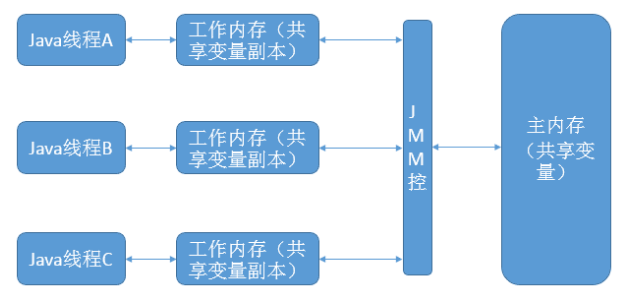 Java线程A
工作内存（共
享变量副本）
Java线程B
工作内存（共
享变量副本）
Java线程C
工作内存（共
享变量副本）
J
M
M
控
主内存
（共享变
量）